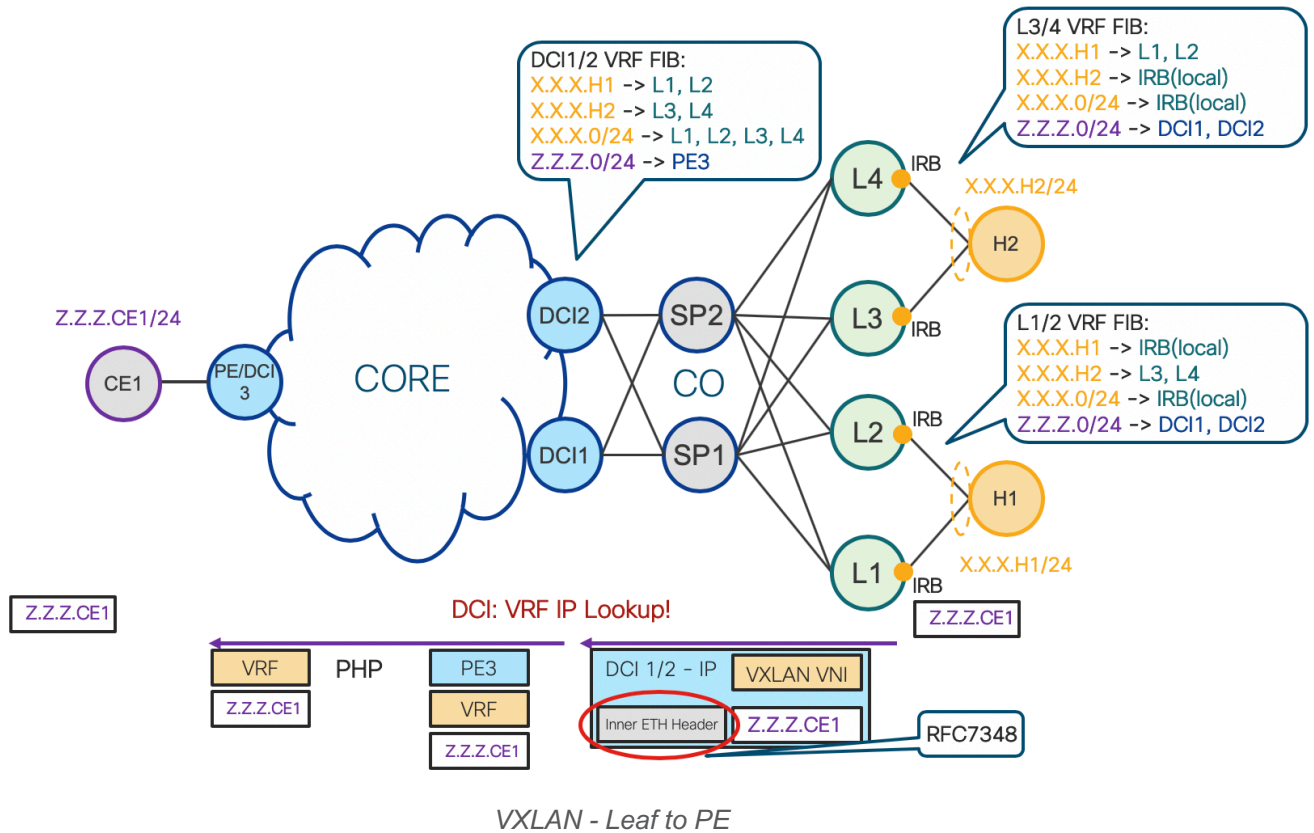 DCI1/2 VRF FIB:
X.X.X.H1 -> L1, L2
X.X.X.H2 -> L3, L4
X.X.X.0/24 -> L1, L2, L3, L4
Z.Z.Z.0/24 -> PE3
L3/4 VRF FIB:
X.X.X.H1 -> L1, L2
X.X.X.H2 -> IRB(local)
X.X.X.0/24 -> IRB(local)
Z.Z.Z.0/24 -> DCI1, DCI2
L4
IRB
X.X.X.H2/24
H2
L3
IRB
Z.Z.Z.CE1/24
CE1
PE/DCI
3
CORE
DCI2
DCI1
SP2
CO
SP1
L1/2 VRF FIB:
X.X.X.H1 -> IRB(local)
X.X.X.H2 -> L3, L4
X.X.X.0/24 -> IRB(local)
Z.Z.Z.0/24 -> DCI1, DCI2
L2
IRB
H1
X.X.X.H1/24
L1
IRB
Z.Z.Z.CE1
DCI: VRF IP Lookup!
Z.Z.Z.CE1
VRF
Z.Z.Z.CE1
PHP
PE3
VRF
Z.Z.Z.CE1
DCI 1/2 - IP
VXLAN VNI
Inner ETH Header
Z.Z.Z.CE1
RFC7348
VXLAN - Leaf to PE